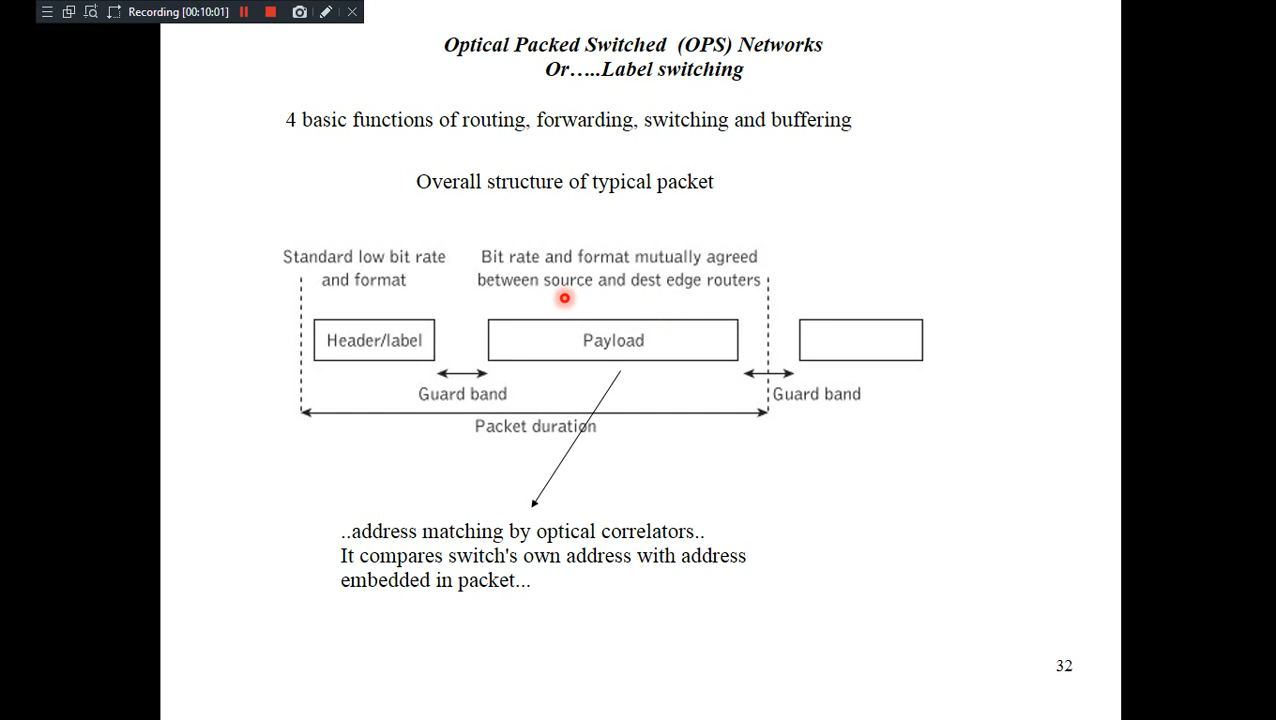 Recording [00:10:01]
Optical Packed Switched (OPS) Networks
Or…..Label switching
4 basic functions of routing, forwarding, switching and buffering
Overall structure of typical packet
Standard low bit rate
and format
Bit rate and format mutually agreed
between source and dest edge routers
Header/label
Payload
Guard band
Guard band
Packet duration
..address matching by optical correlators..
It compares switch's own address with address
embedded in packet...
32